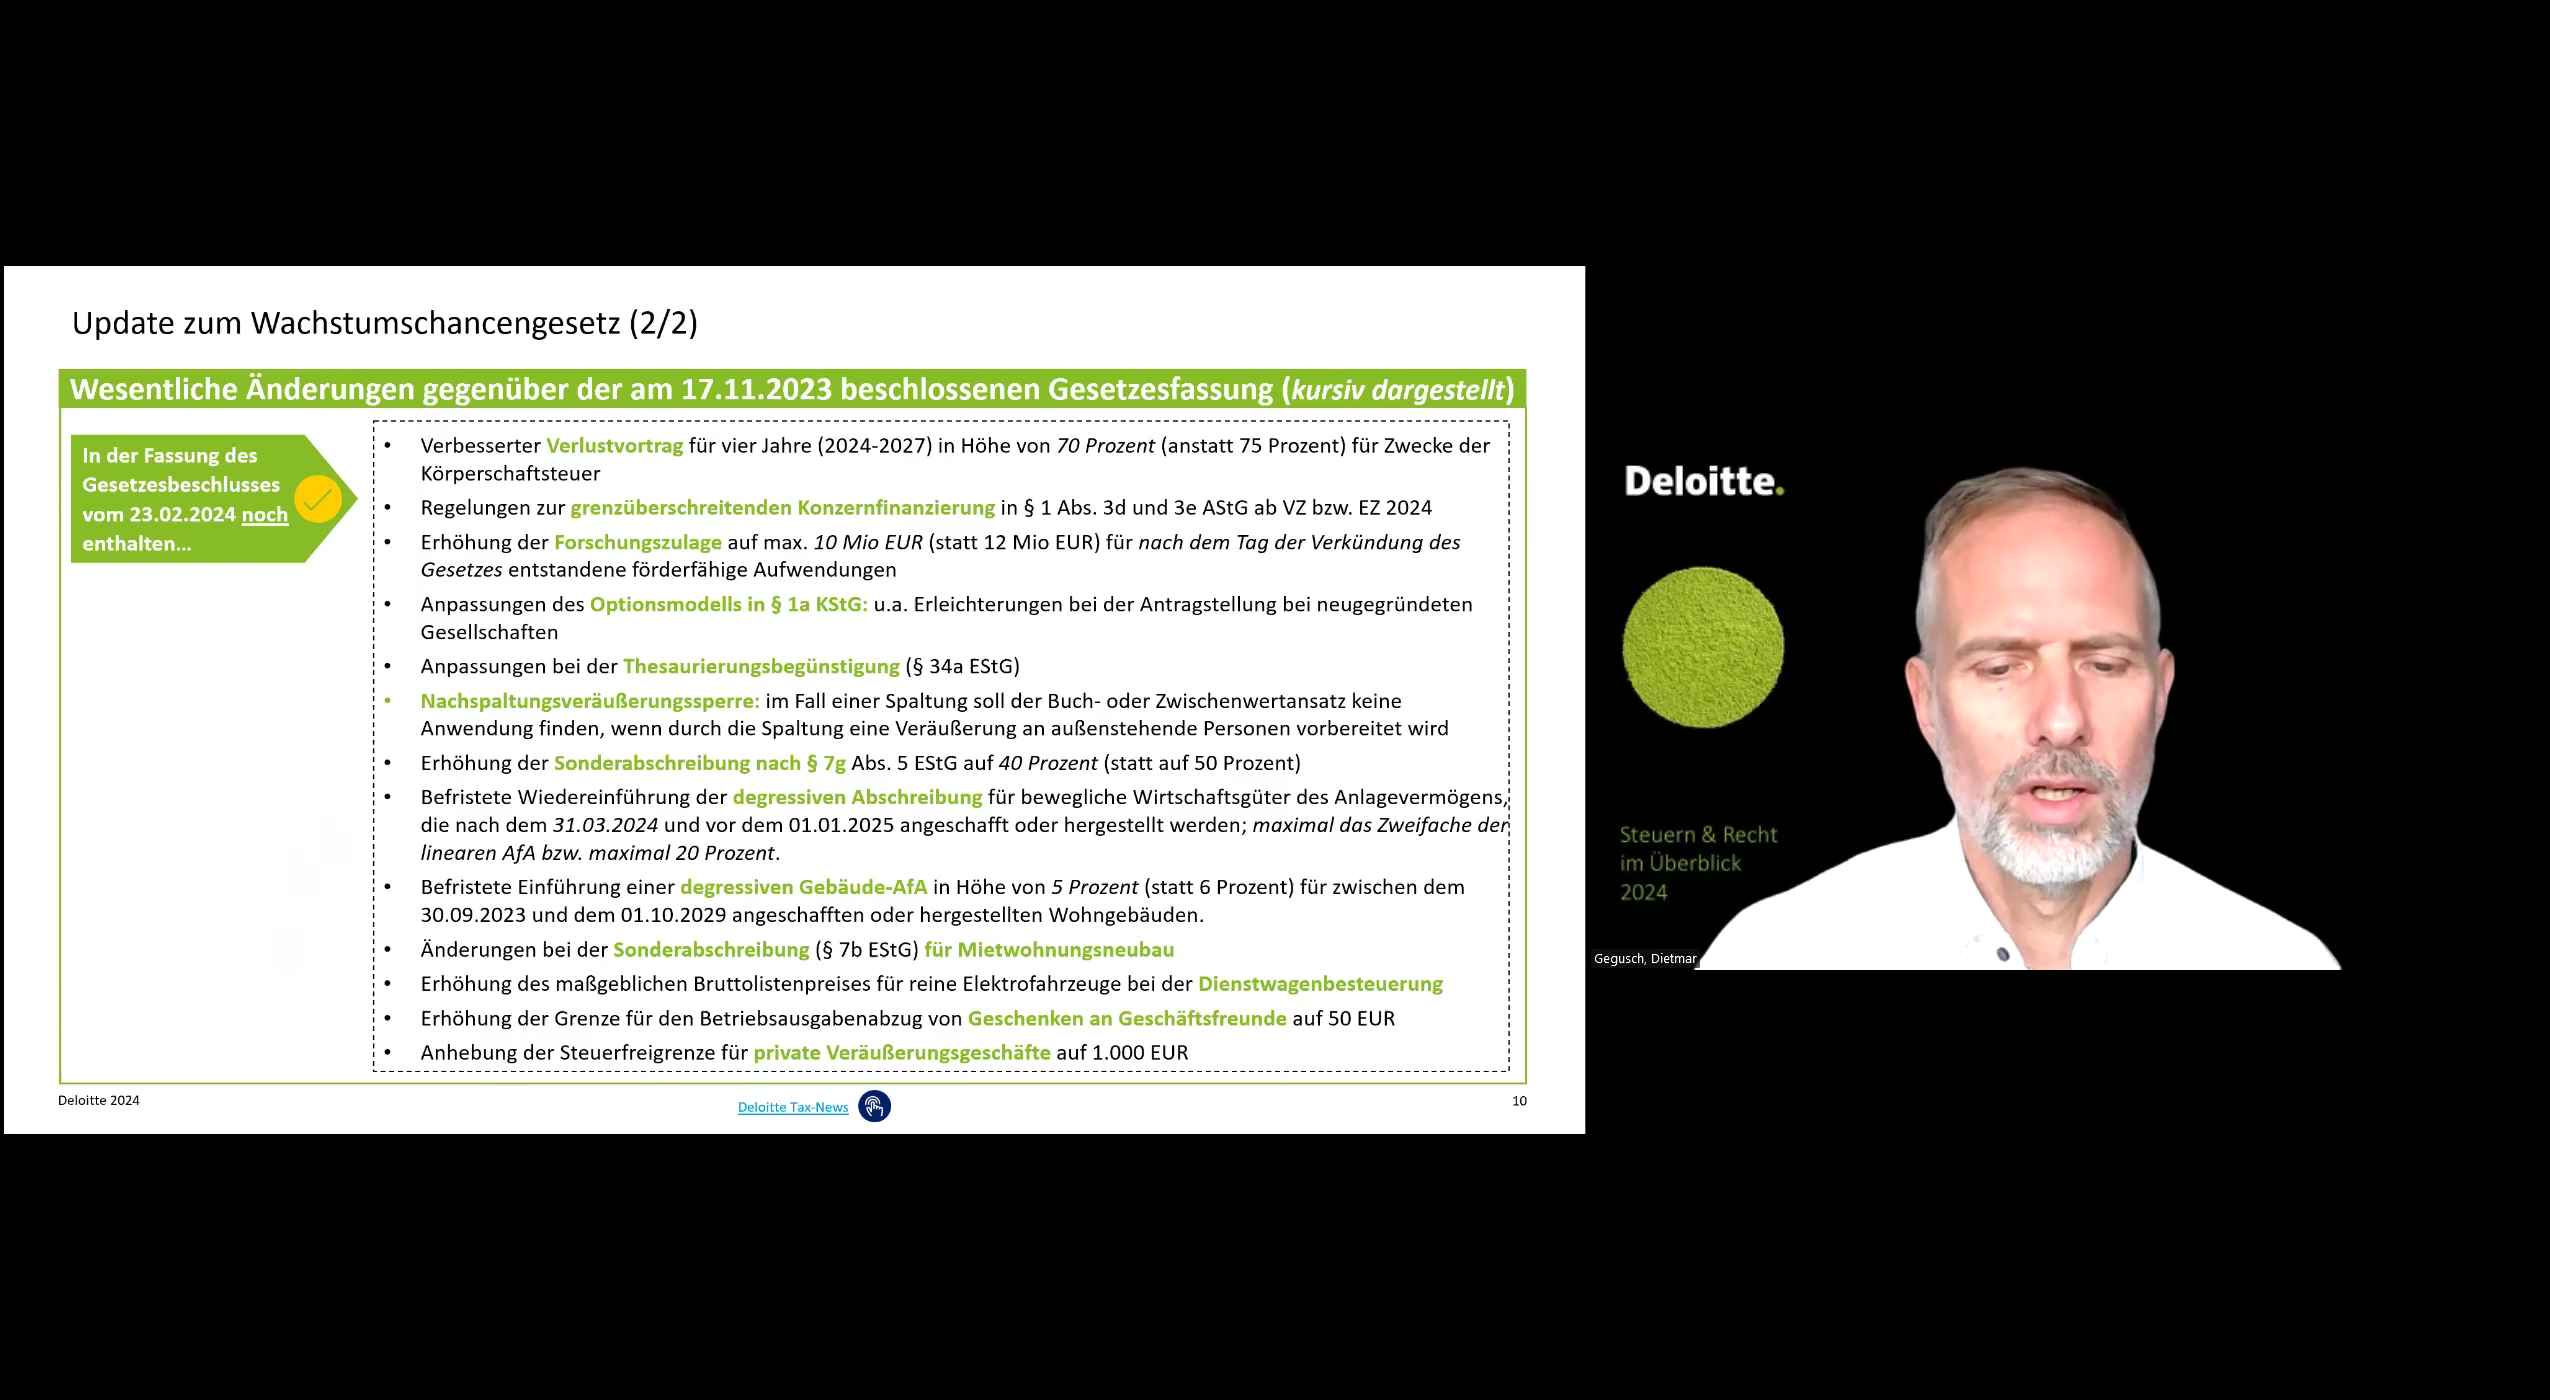 Update zum Wachstumschancengesetz (2/2)
Wesentliche Änderungen gegenüber der am 17.11.2023 beschlossenen Gesetzesfassung (kursiv dargestellt)
In der Fassung des
Gesetzesbeschlusses
vom 23.02.2024 noch
enthalten...
• Verbesserter Verlustvortrag für vier Jahre (2024-2027) in Höhe von 70 Prozent (anstatt 75 Prozent) für Zwecke der
Körperschaftsteuer
• Regelungen zur grenzüberschreitenden Konzernfinanzierung in § 1 Abs. 3d und 3e AStG ab VZ bzw. EZ 2024
• Erhöhung der Forschungszulage auf max. 10 Mio EUR (statt 12 Mio EUR) für nach dem Tag der Verkündung des
Gesetzes entstandene förderfähige Aufwendungen
• Anpassungen des Optionsmodells in § 1a KStG: u.a. Erleichterungen bei der Antragstellung bei neugegründeten
Gesellschaften
• Anpassungen bei der Thesaurierungsbegünstigung (§ 34a EStG)
• Nachspaltungsveräußerungssperre: im Fall einer Spaltung soll der Buch- oder Zwischenwertansatz keine
Anwendung finden, wenn durch die Spaltung eine Veräußerung an außenstehende Personen vorbereitet wird
• Erhöhung der Sonderabschreibung nach § 7g Abs. 5 EStG auf 40 Prozent (statt auf 50 Prozent)
• Befristete Wiedereinführung der degressiven Abschreibung für bewegliche Wirtschaftsgüter des Anlagevermögens,
die nach dem 31.03.2024 und vor dem 01.01.2025 angeschafft oder hergestellt werden; maximal das Zweifache der
linearen AfA bzw. maximal 20 Prozent.
• Befristete Einführung einer degressiven Gebäude-AfA in Höhe von 5 Prozent (statt 6 Prozent) für zwischen dem
30.09.2023 und dem 01.10.2029 angeschafften oder hergestellten Wohngebäuden.
• Änderungen bei der Sonderabschreibung (§ 7b EStG) für Mietwohnungsneubau
• Erhöhung des maßgeblichen Bruttolistenpreises für reine Elektrofahrzeuge bei der Dienstwagenbesteuerung
• Erhöhung der Grenze für den Betriebsausgabenabzug von Geschenken an Geschäftsfreunde auf 50 EUR
• Anhebung der Steuerfreigrenze für private Veräußerungsgeschäfte auf 1.000 EUR
Deloitte 2024
Deloitte Tax-News
10
Deloitte.
Steuern & Recht
im Überblick
2024
Gegusch, Dietmar